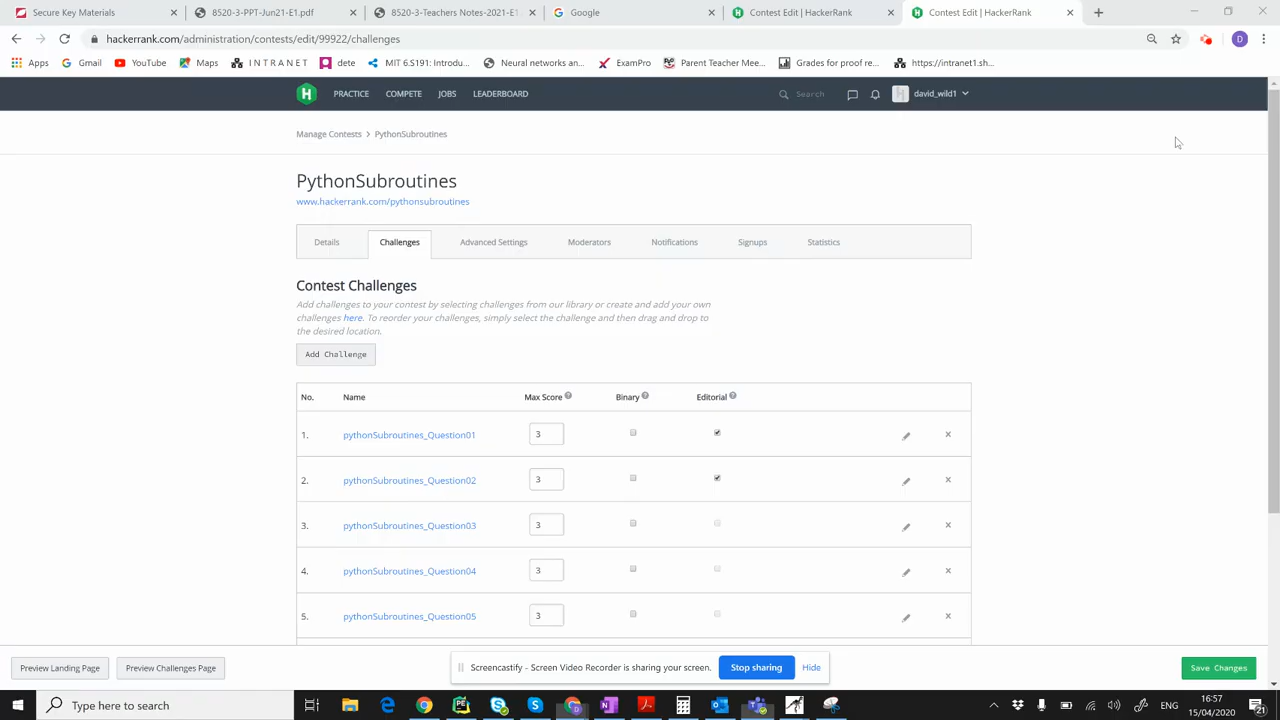 Secure Key Materials
8520-3-PPT-Jun21-E1.pdf
8520-3-Teachers Notes-2021-E1
Google
Contest Edit | HackerRank
Contest Edit | HackerRank
hackerrank.com/administration/contests/edit/99922/challenges
D
Apps
Gmail
YouTube
Maps
I N T R A N E T
dete
MIT 6.S191: Introdu...
Neural networks an...
ExamPro
Parent Teacher Mee...
Grades for proof re...
https://intranet1.sh...
H
PRACTICE
COMPETE
JOBS
LEADERBOARD
Search
david_wild1
Manage Contests > PythonSubroutines
PythonSubroutines
www.hackerrank.com/pythonsubroutines
Details
Challenges
Advanced Settings
Moderators
Notifications
Signups
Statistics
Contest Challenges
Add challenges to your contest by selecting challenges from our library or create and add your own
challenges here. To reorder your challenges, simply select the challenge and then drag and drop to
the desired location.
Add Challenge
No. Name Max Score Binary Editorial
1. pythonSubroutines_Question01 3
2. pythonSubroutines_Question02 3
3. pythonSubroutines_Question03 3
4. pythonSubroutines_Question04 3
5. pythonSubroutines_Question05 3
Preview Landing Page
Preview Challenges Page
Screencastify - Screen Video Recorder is sharing your screen.
Stop sharing
Hide
Save Changes
Type here to search
ENG
16:57
15/04/2020
21